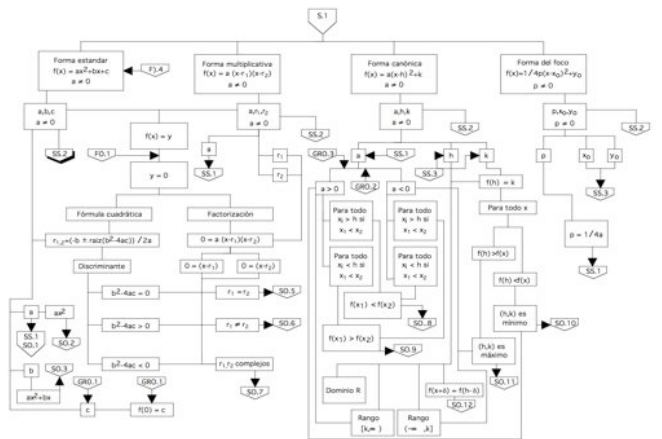 S.1
Forma estandar
f(x) = ax²+bx+c
a ≠ 0
Forma multiplicativa
f(x) = a (x-r₁)(x-r₂)
a ≠ 0
Forma canónica
f(x) = a(x-h)²+k
a ≠ 0
Forma del foco
f(x)=1/4p(x-x₀)²+y₀
p ≠ 0
a,b,c
a ≠ 0
SS.2
f(x) = y
FO.1
y = 0
a,r₁,r₂
a ≠ 0
SS.2
a
SS.1
r₁
r₂
a,h,k
a ≠ 0
SS.2
GRO.3
a
SS.1
h
k
SS.3
GRO.2
a > 0
a < 0
f(h) = k
p,x₀,y₀
p ≠ 0
SS.2
p
x₀
y₀
SS.3
p = 1/4a
SS.1
Fórmula cuadrática
r₁,₂=(-b ± raiz(b²-4ac)) /2a
Discriminante
Factorización
0 = a (x-r₁)(x-r₂)
0 = (x-r₁)
0 = (x-r₂)
b²-4ac = 0
r₁ = r₂
SO.5
b²-4ac > 0
r₁ ≠ r₂
SO.6
b²-4ac < 0
r₁,r₂ complejos
SO.7
a
ax²
SS.1
SO.1
SO.2
b
SO.3
ax²+bx
GRO.1
c
GRO.1
f(0) = c
Para todo
xᵢ > h si
x₁ < x₂
Para todo
xᵢ < h si
x₁ < x₂
Para todo
xᵢ < h si
x₁ < x₂
Para todo
xᵢ > h si
x₁ < x₂
f(x₁) < f(x₂)
SO.8
f(x₁) > f(x₂)
SO.9
Para todo x
f(h) >f(x)
f(h) <f(x)
(h,k) es
mínimo
SO.10
(h,k) es
máximo
SO.11
Dominio R
f(x+δ) = f(h-δ)
SO.12
Rango
[k,∞ )
Rango
(-∞ ,k]